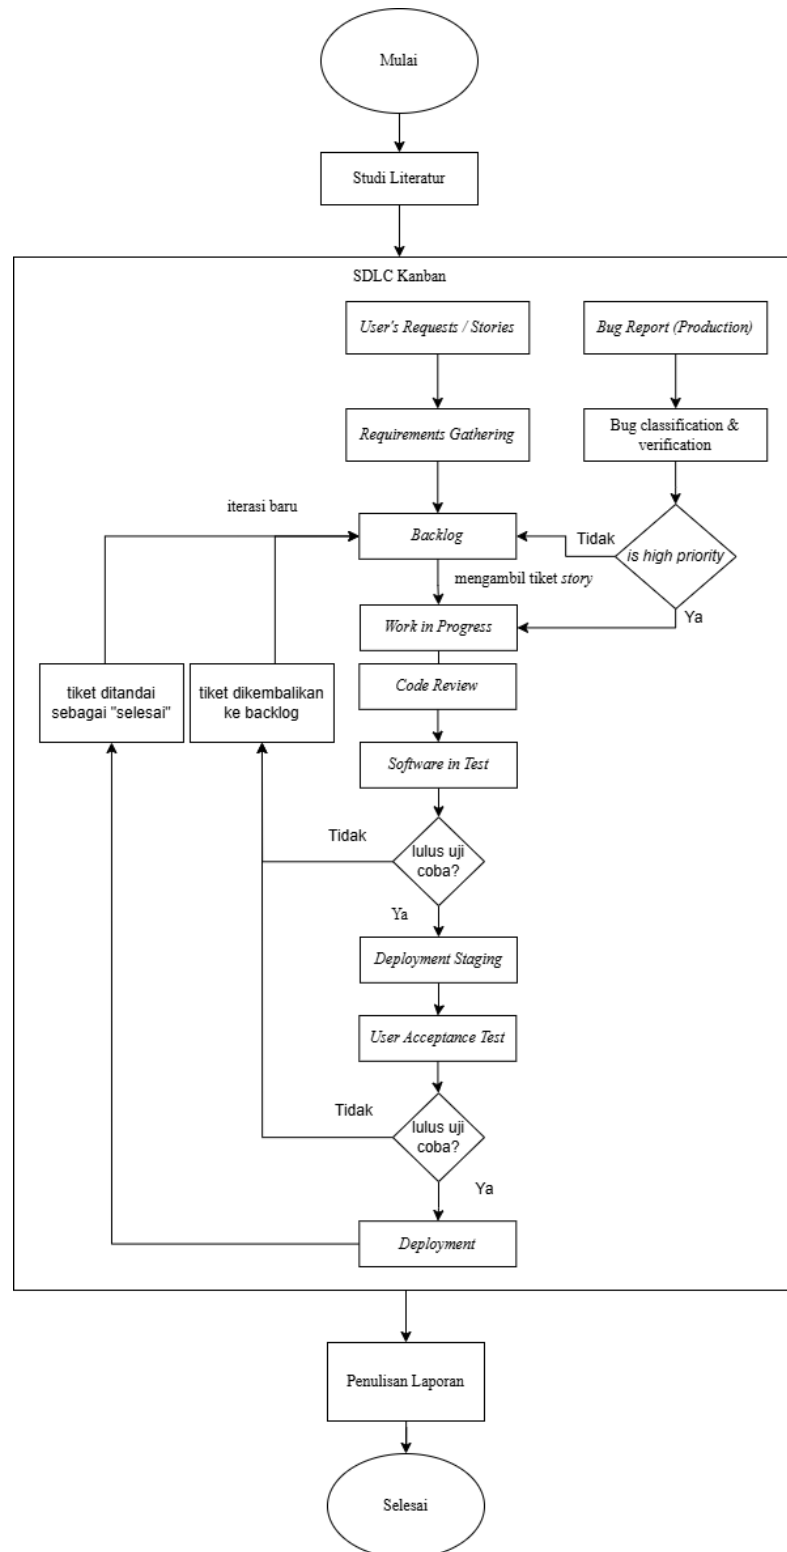 Mulai
Studi Literatur
SDLC Kanban
User's Requests / Stories
Bug Report (Production)
Requirements Gathering
Bug classification &
verification
iterasi baru
Backlog
Tidak
is high priority
mengambil tiket story
Ya
Work in Progress
tiket ditandai
sebagai "selesai"
tiket dikembalikan
ke backlog
Code Review
Software in Test
Tidak
lulus uji
coba?
Ya
Deployment Staging
User Acceptance Test
Tidak
lulus uji
coba?
Ya
Deployment
Penulisan Laporan
Selesai